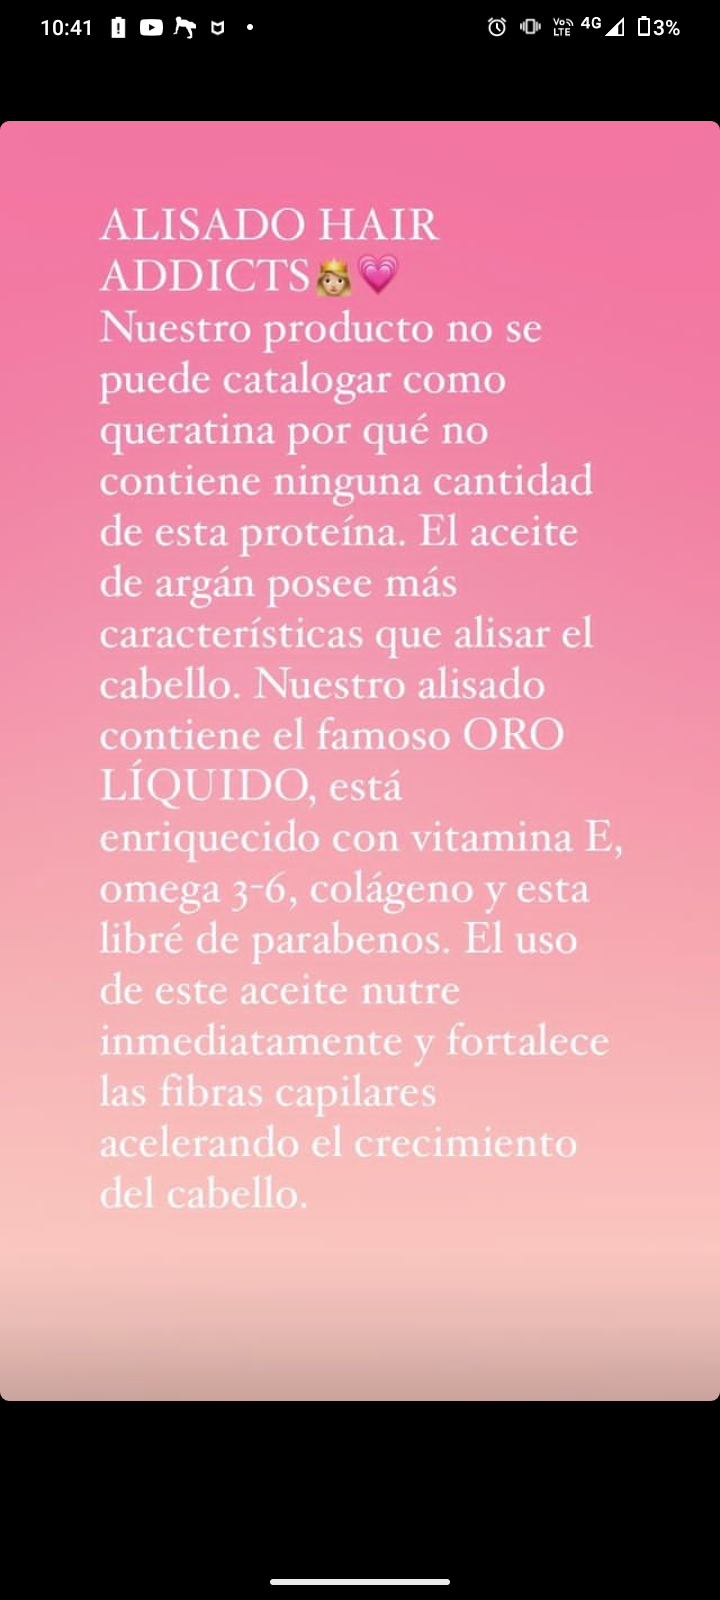 10:41
VoLTE 4G 3%
ALISADO HAIR
ADDICTS👸🏼💗
Nuestro producto no se
puede catalogar como
queratina por qué no
contiene ninguna cantidad
de esta proteína. El aceite
de argán posee más
características que alisar el
cabello. Nuestro alisado
contiene el famoso ORO
LÍQUIDO, está
enriquecido con vitamina E,
omega 3-6, colágeno y esta
libré de parabenos. El uso
de este aceite nutre
inmediatamente y fortalece
las fibras capilares
acelerando el crecimiento
del cabello.